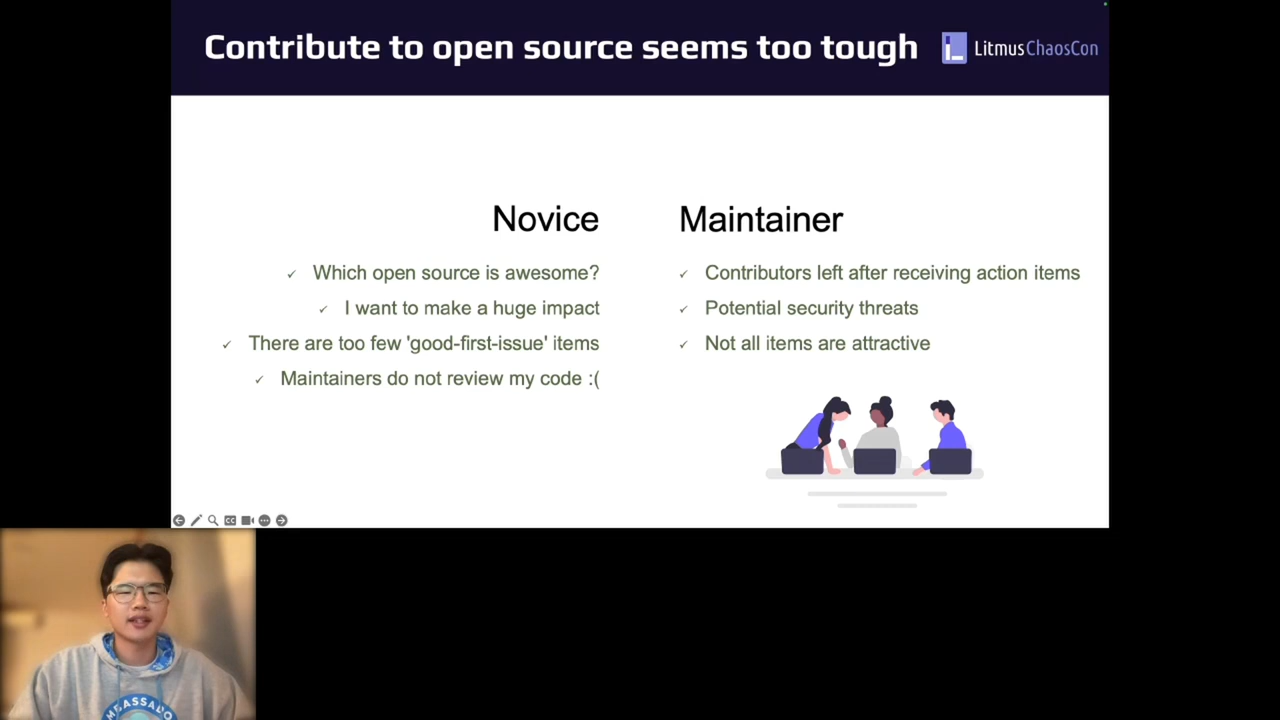 Contribute to open source seems too tough
LitmusChaosCon
Novice
Which open source is awesome?
I want to make a huge impact
There are too few 'good-first-issue' items
Maintainers do not review my code :(
Maintainer
Contributors left after receiving action items
Potential security threats
Not all items are attractive
CC